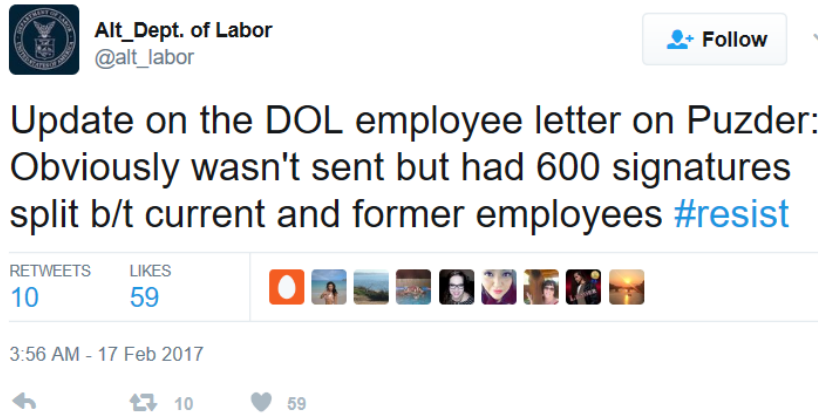 Alt_Dept. of Labor
@alt_labor
Follow
Update on the DOL employee letter on Puzder:
Obviously wasn't sent but had 600 signatures
split b/t current and former employees #resist
RETWEETS LIKES
10 59
3:56 AM - 17 Feb 2017
10 59